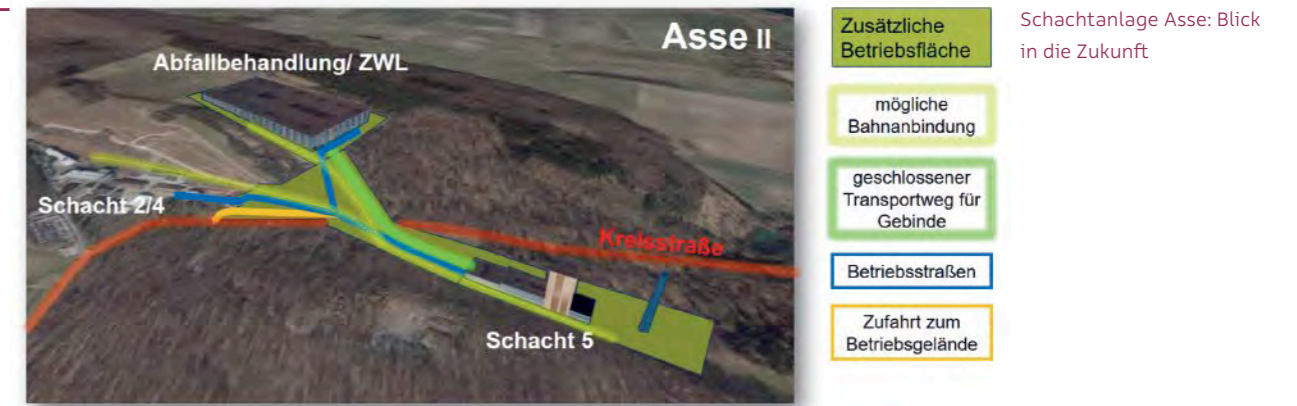 Asse II
Abfallbehandlung/ ZWL
Schacht 2/4
Kreisstraße
Schacht 5
Zusätzliche
Betriebsfläche
mögliche
Bahnanbindung
geschlossener
Transportweg für
Gebinde
Betriebsstraßen
Zufahrt zum
Betriebsgelände
Schachtanlage Asse: Blick
in die Zukunft